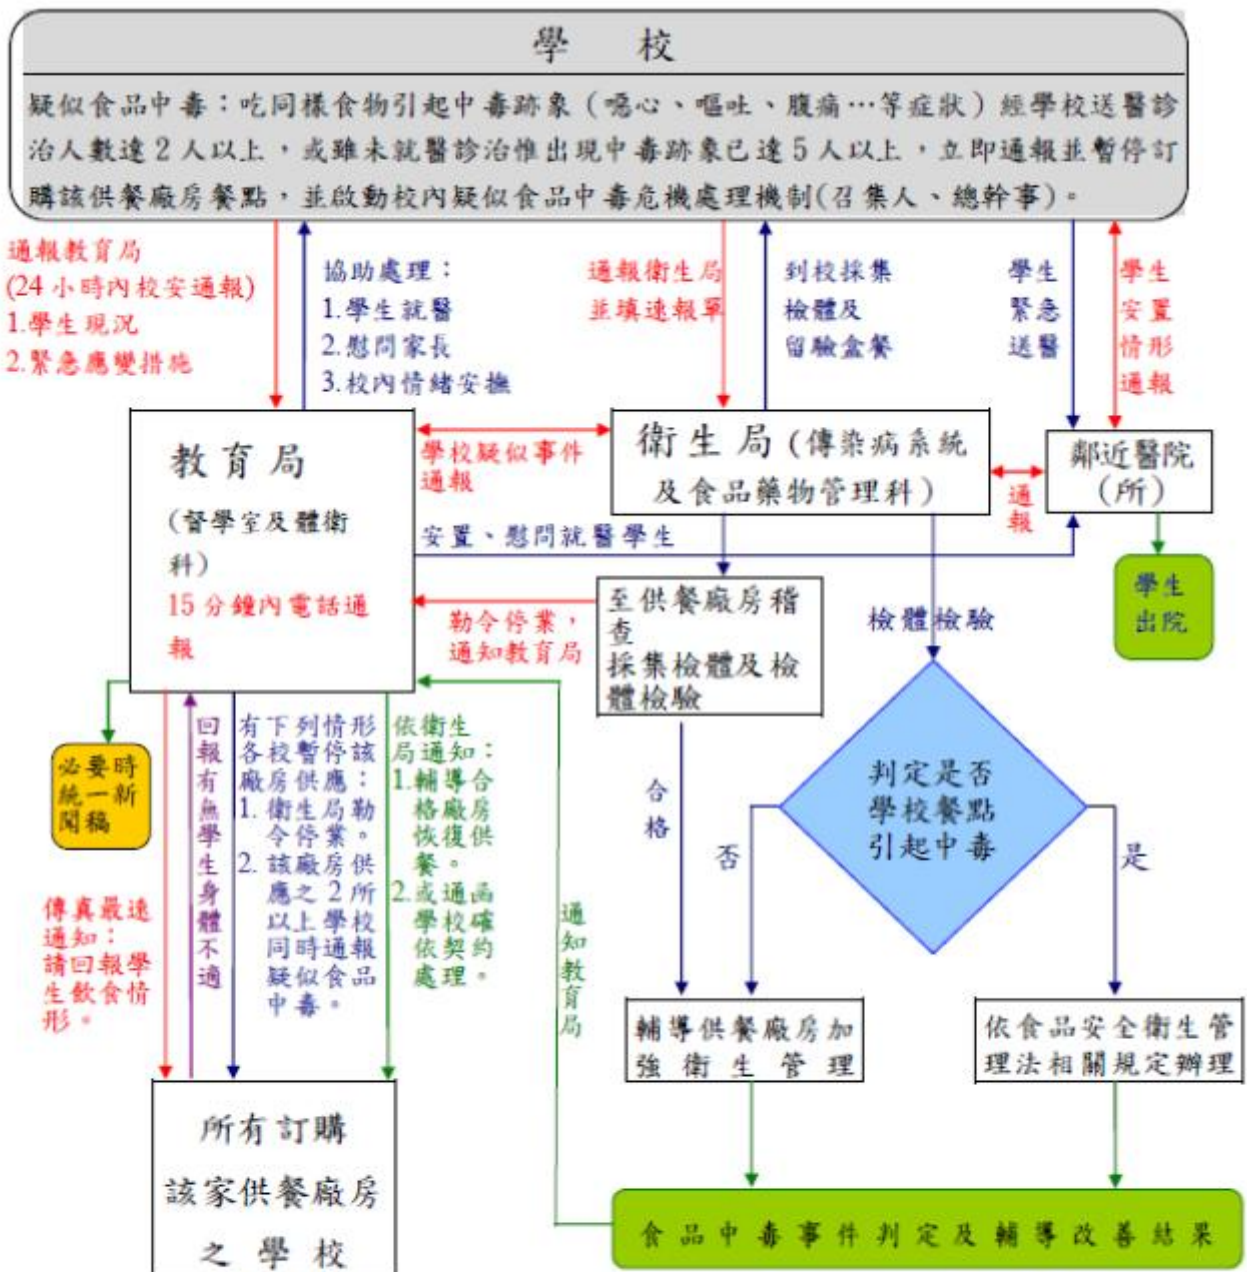 學校
疑似食品中毒：吃同樣食物引起中毒跡象（噁心、嘔吐、腹痛…等症狀）經學校送醫診
治人數達2人以上，或雖未就醫診治惟出現中毒跡象已達5人以上，立即通報並暫停訂
購該供餐廠房餐點，並啟動校內疑似食品中毒危機處理機制(召集人、總幹事)。
通報教育局
(24小時內校安通報)
1.學生現況
2.緊急應變措施
協助處理：
1.學生就醫
2.慰問家長
3.校內情緒安撫
通報衛生局
並填速報單
到校採集
檢體及
留驗盒餐
學生
緊急
送醫
學生
安置
情形
通報
教育局
(督學室及體衛
科)
15分鐘內電話通
報
學校疑似事件
通報
衛生局(傳染病系統
及食品藥物管理科)
通
報
鄰近醫院
(所)
安置、慰問就醫學生
勒令停業，
通知教育局
至供餐廠房稽
查
採集檢體及檢
體檢驗
檢體檢驗
學生
出院
必要時
統一新
聞稿
傳真最速
通知：
請回報學
生飲食情
形。
回報有無學生身體不適
有下列情形
各校暫停該
廠房供應：
1. 衛生局勒
令停業。
2. 該廠房供
應之2所
以上學校
同時通報
疑似食品
中毒。
依衛生
局通知：
1.輔導合
格廠房
恢復供
餐。
2.或通函
學校確
依契約
處理。
通知教育局
合格
判定是否
學校餐點
引起中毒
否
是
輔導供餐廠房加
強衛生管理
依食品安全衛生管
理法相關規定辦理
所有訂購
該家供餐廠房
之學校
食品中毒事件判定及輔導改善結果